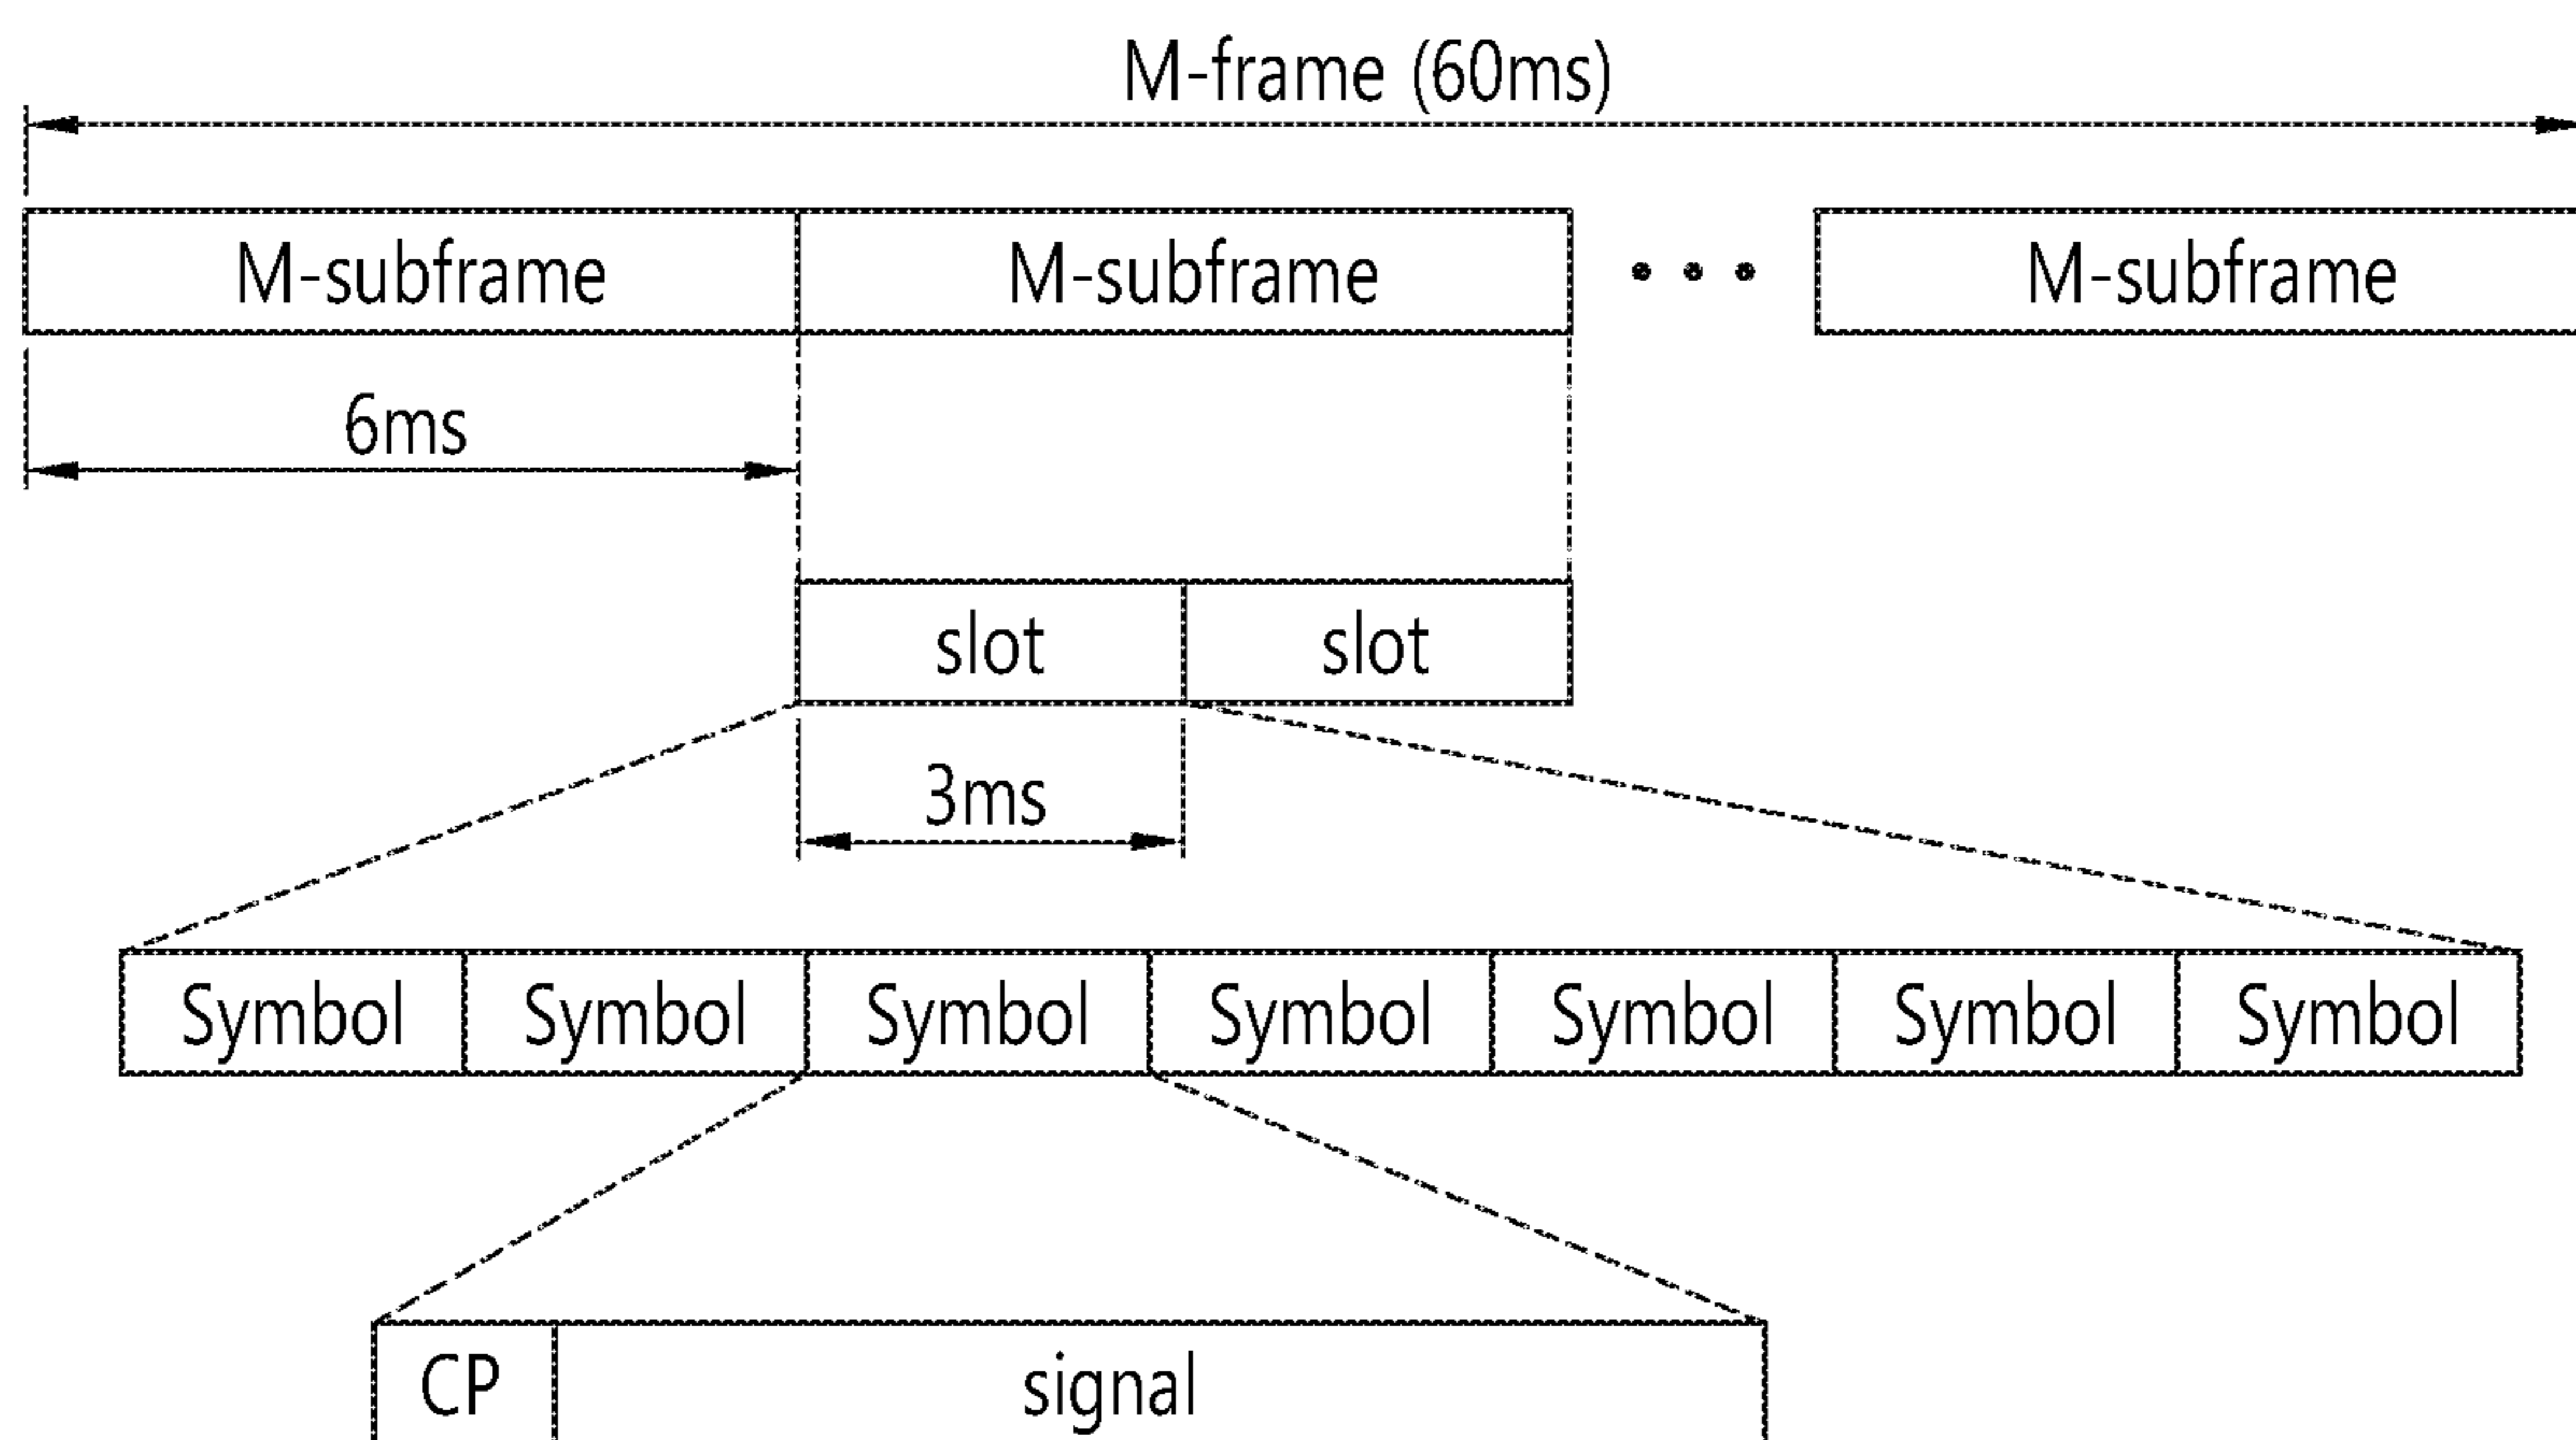 M-frame (60ms)
M-subframe M-subframe • • • M-subframe
6ms
slot slot
3ms
Symbol Symbol Symbol Symbol Symbol Symbol Symbol
CP signal